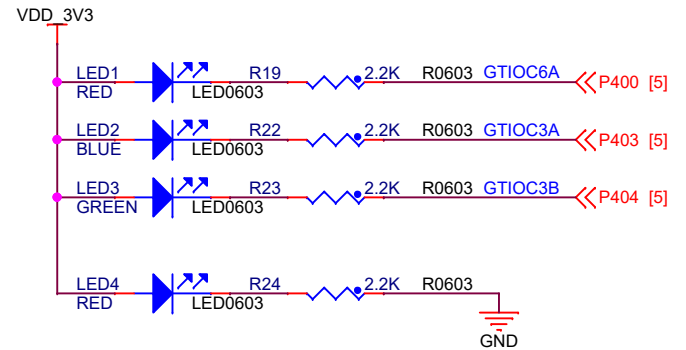 VDD_3V3
LED1 R19 2.2K R0603 GTIOC6A P400 [5]
RED LED0603
LED2 R22 2.2K R0603 GTIOC3A P403 [5]
BLUE LED0603
LED3 R23 2.2K R0603 GTIOC3B P404 [5]
GREEN LED0603
LED4 R24 2.2K R0603
RED LED0603
GND